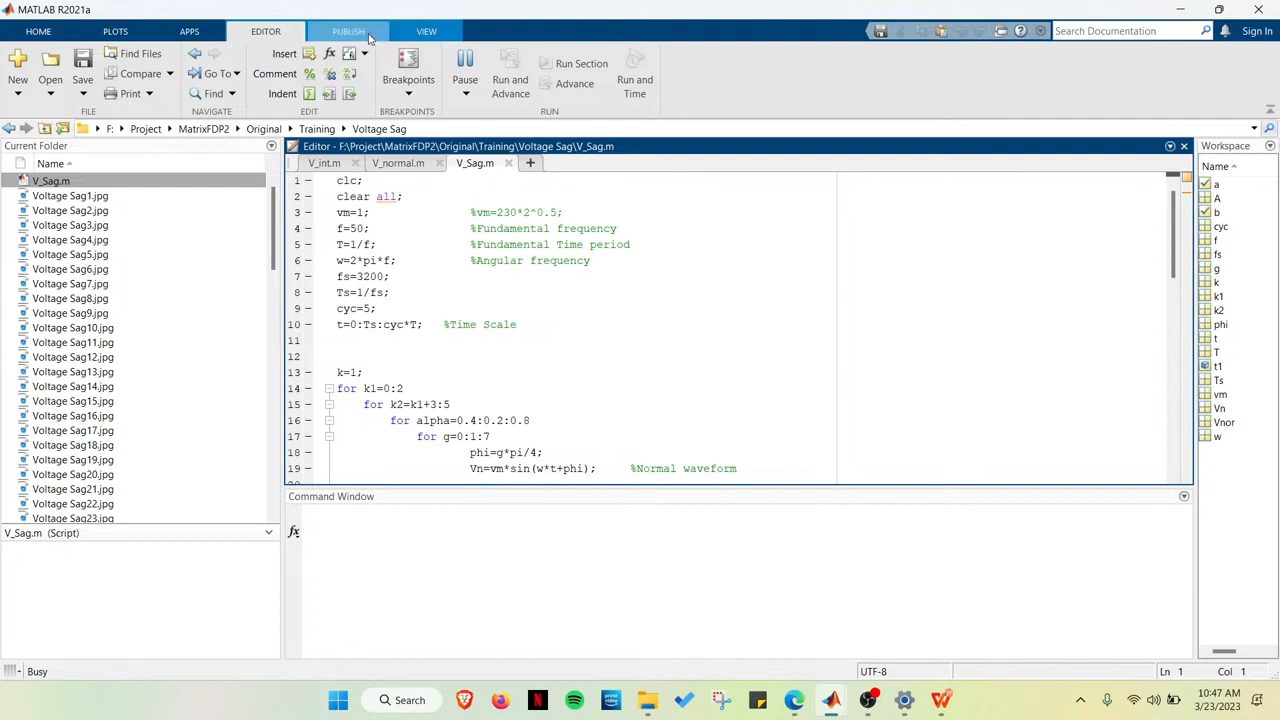 MATLAB R2021a
HOME PLOTS APPS EDITOR PUBLISH VIEW
Search Documentation
Sign In
New
Open
Save
Find Files
Compare
Print
FILE
Go To
Find
NAVIGATE
Insert
Comment
Indent
EDIT
Breakpoints
BREAKPOINTS
Pause
Run and
Advance
Run Section
Advance
Run and
Time
RUN
F: Project MatrixFDP2 Original Training Voltage Sag
Current Folder
Name
V_Sag.m
Voltage Sag1.jpg
Voltage Sag2.jpg
Voltage Sag3.jpg
Voltage Sag4.jpg
Voltage Sag5.jpg
Voltage Sag6.jpg
Voltage Sag7.jpg
Voltage Sag8.jpg
Voltage Sag9.jpg
Voltage Sag10.jpg
Voltage Sag11.jpg
Voltage Sag12.jpg
Voltage Sag13.jpg
Voltage Sag14.jpg
Voltage Sag15.jpg
Voltage Sag16.jpg
Voltage Sag17.jpg
Voltage Sag18.jpg
Voltage Sag19.jpg
Voltage Sag20.jpg
Voltage Sag21.jpg
Voltage Sag22.jpg
Voltage Sag23.jpg
V_Sag.m (Script)
Editor - F:\Project\MatrixFDP2\Original\Training\Voltage Sag\V_Sag.m
V_int.m V_normal.m V_Sag.m
1 clc;
2 clear all;
3 vm=1; %vm=230*2^0.5;
4 f=50; %Fundamental frequency
5 T=1/f; %Fundamental Time period
6 w=2*pi*f; %Angular frequency
7 fs=3200;
8 Ts=1/fs;
9 cyc=5;
10 t=0:Ts:cyc*T; %Time Scale
11
12
13 k=1;
14 for k1=0:2
15 for k2=k1+3:5
16 for alpha=0.4:0.2:0.8
17 for g=0:1:7
18 phi=g*pi/4;
19 Vn=vm*sin(w*t+phi); %Normal waveform
Command Window
fx
Workspace
Name
a
A
b
cyc
f
fs
g
k
k1
k2
phi
t
T
t1
Ts
vm
Vn
Vnor
w
Busy
UTF-8
Ln 1
Col 1
Search
10:47 AM
3/23/2023